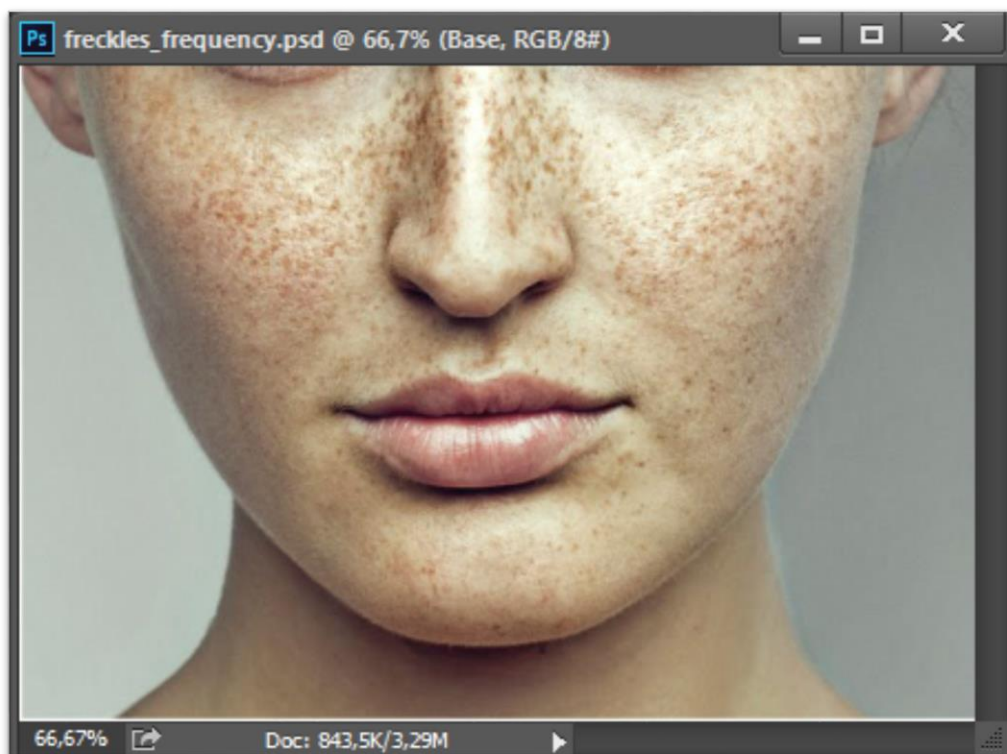 Ps freckles_frequency.psd @ 66,7% (Base, RGB/8#)
66,67% Doc: 843,5K/3,29M